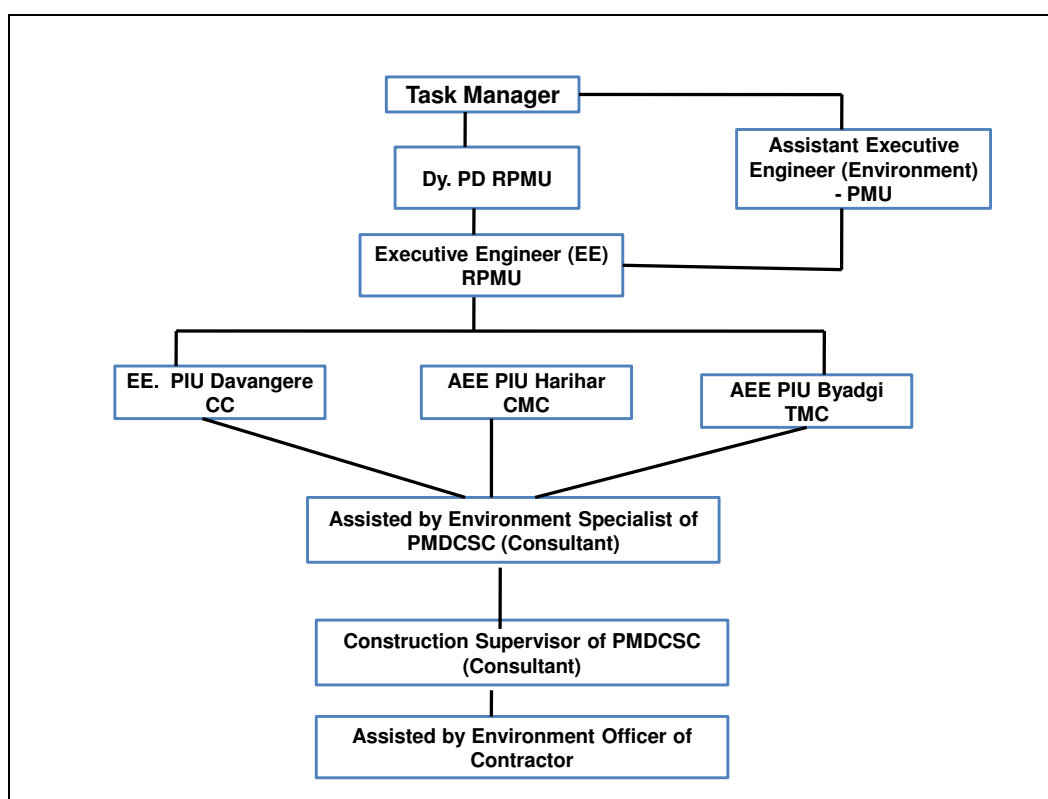 Task Manager
Assistant Executive
Engineer (Environment)
- PMU
Dy. PD RPMU
Executive Engineer (EE)
RPMU
EE.  PIU Davangere
CC
AEE PIU Harihar
CMC
AEE PIU Byadgi
TMC
Assisted by Environment Specialist of
PMDCSC (Consultant)
Construction Supervisor of PMDCSC
(Consultant)
Assisted by Environment Officer of
Contractor